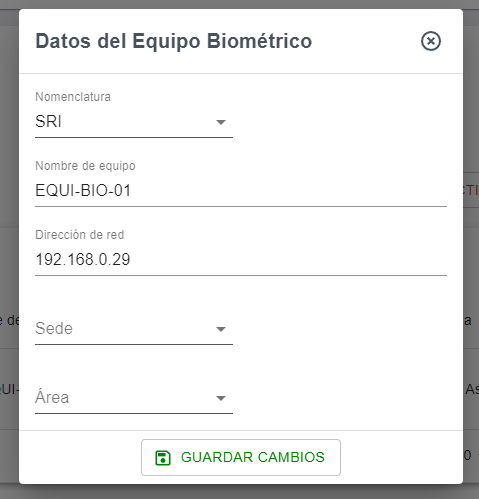 Datos del Equipo Biométrico
Nomenclatura
SRI
Nombre de equipo
EQUI-BIO-01
Dirección de red
192.168.0.29
Sede
Área
GUARDAR CAMBIOS